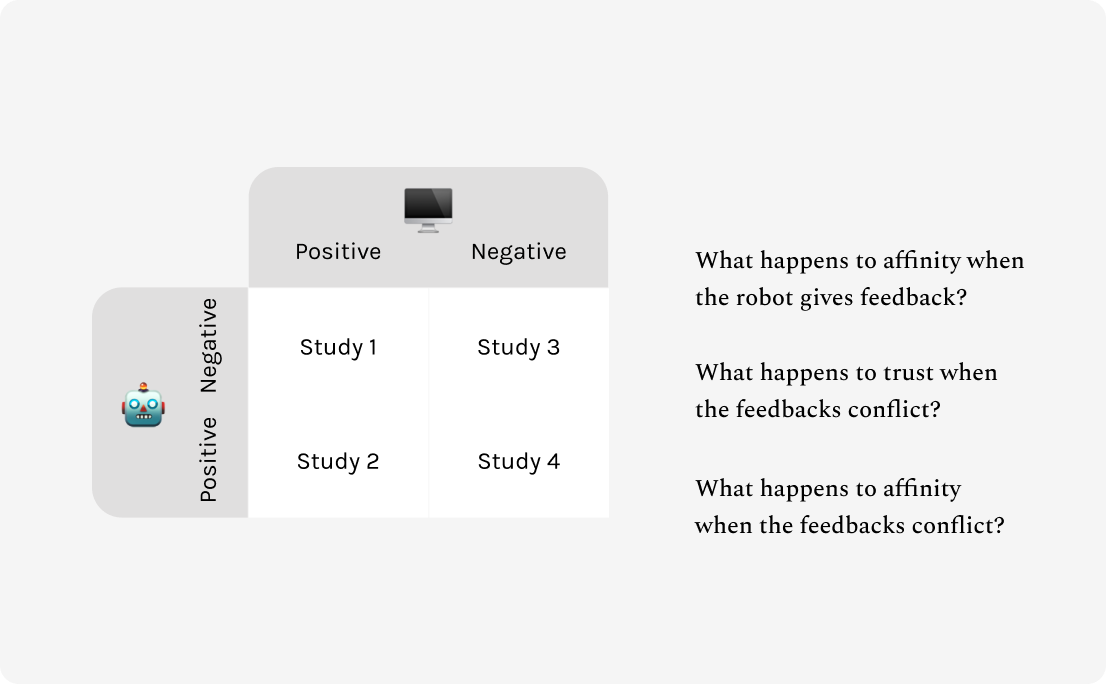 Positive
Negative
Negative
Study 1
Study 3
Positive
Study 2
Study 4
What happens to affinity when
the robot gives feedback?
What happens to trust when
the feedbacks conflict?
What happens to affinity
when the feedbacks conflict?